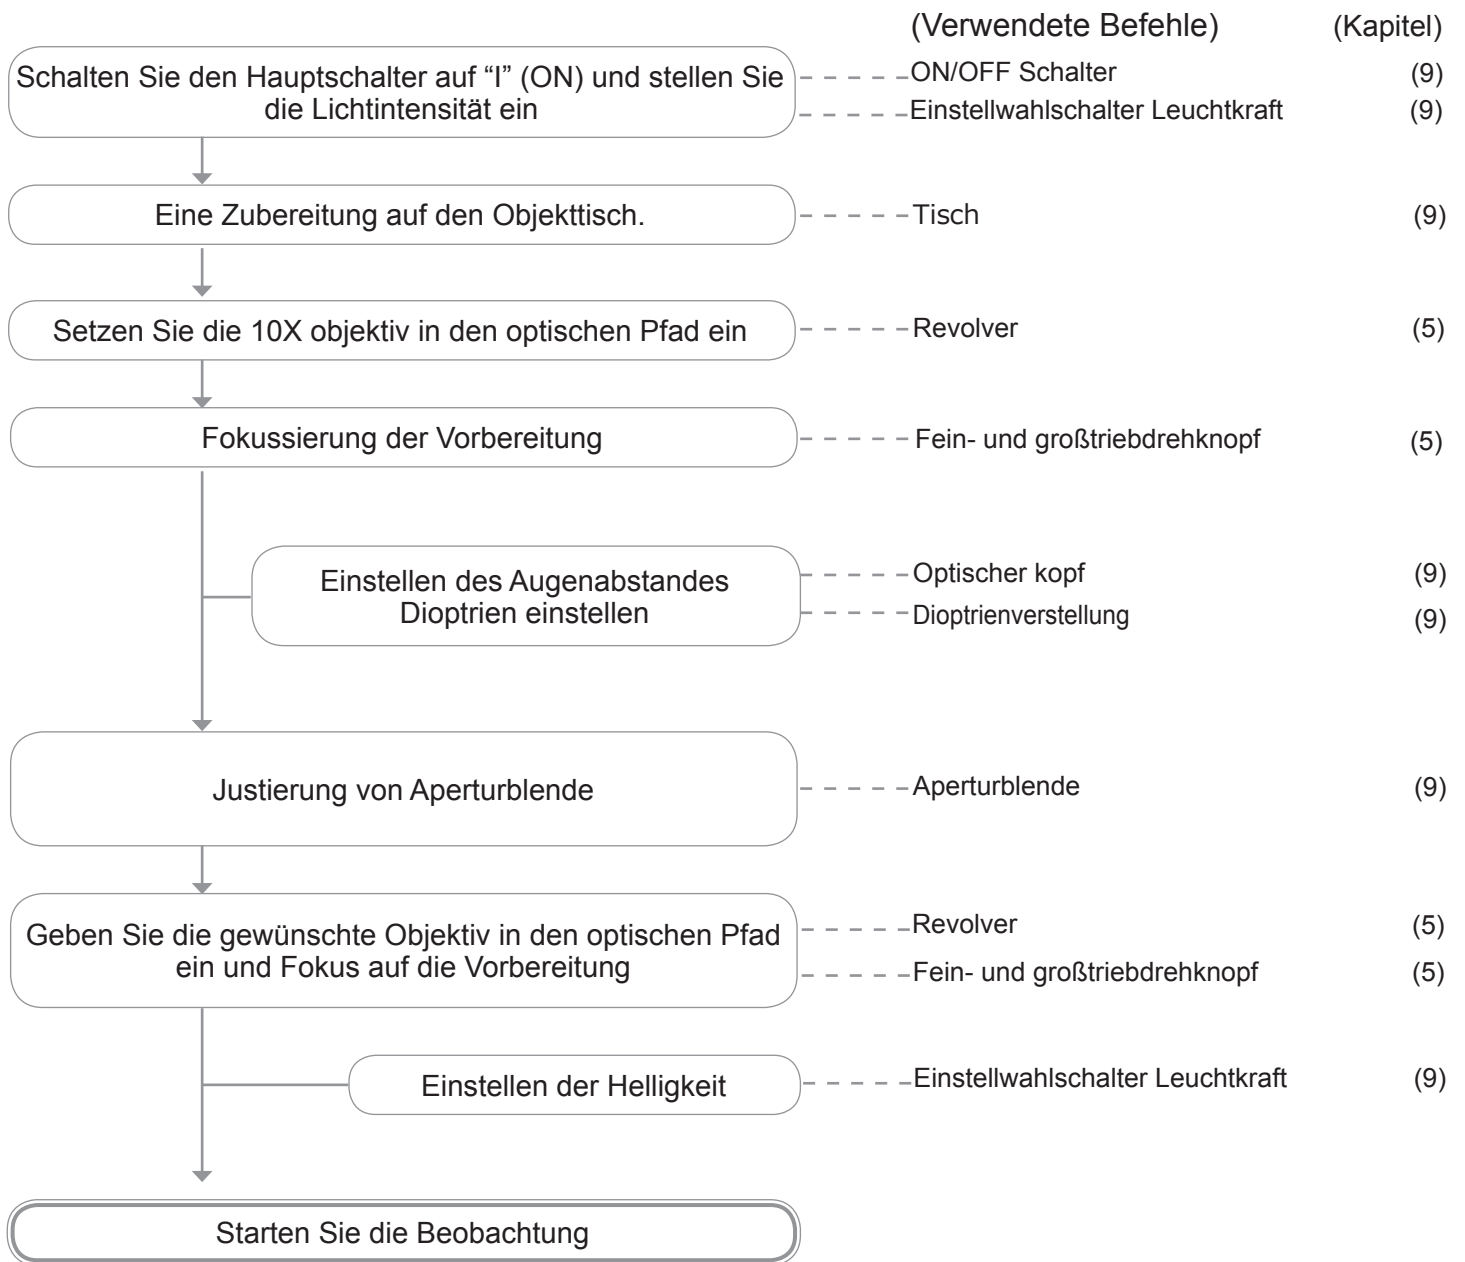 (Verwendete Befehle) (Kapitel)
Schalten Sie den Hauptschalter auf “I” (ON) und stellen Sie
die Lichtintensität ein
ON/OFF Schalter (9)
Einstellwahlschalter Leuchtkraft (9)
Eine Zubereitung auf den Objekttisch.
Tisch (9)
Setzen Sie die 10X objektiv in den optischen Pfad ein
Revolver (5)
Fokussierung der Vorbereitung
Fein- und großtriebdrehknopf (5)
Einstellen des Augenabstandes
Dioptrien einstellen
Optischer kopf (9)
Dioptrienverstellung (9)
Justierung von Aperturblende
Aperturblende (9)
Geben Sie die gewünschte Objektiv in den optischen Pfad
ein und Fokus auf die Vorbereitung
Revolver (5)
Fein- und großtriebdrehknopf (5)
Einstellen der Helligkeit
Einstellwahlschalter Leuchtkraft (9)
Starten Sie die Beobachtung